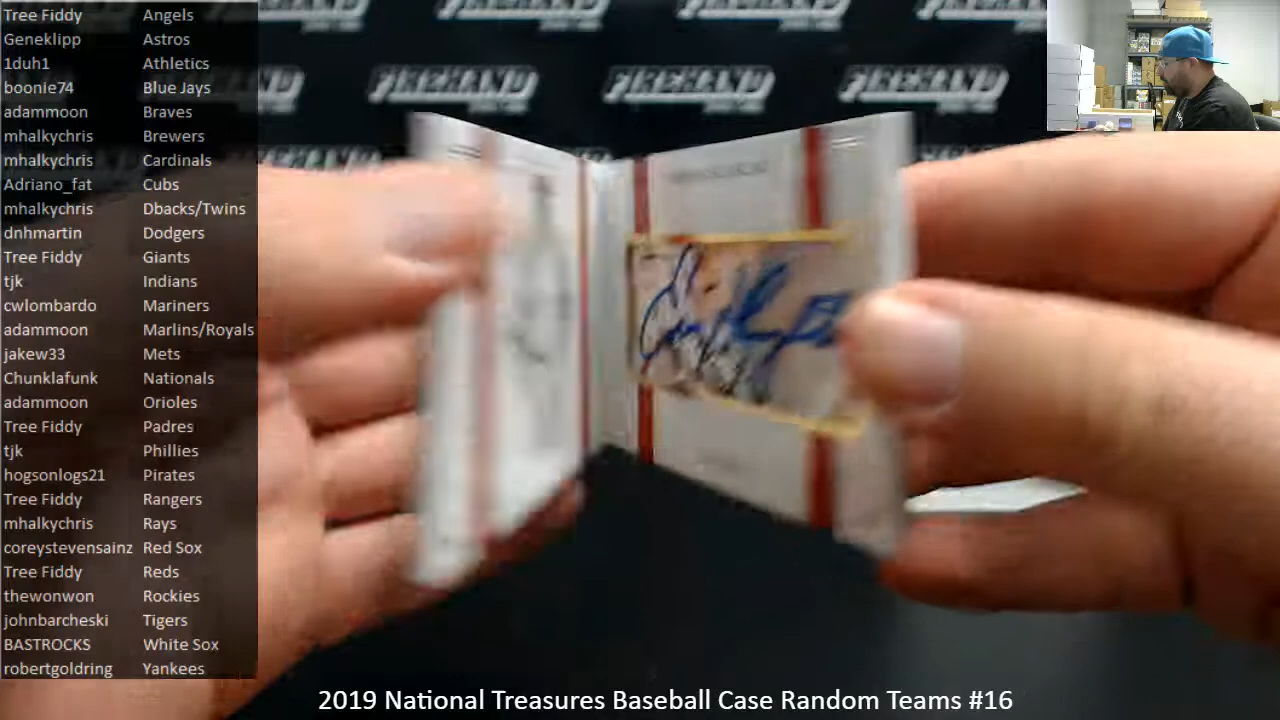 Tree Fiddy Angels
Geneklipp Astros
1duh1 Athletics
boonie74 Blue Jays
adammoon Braves
mhalkychris Brewers
mhalkychris Cardinals
Adriano_fat Cubs
mhalkychris Dbacks/Twins
dnhmartin Dodgers
Tree Fiddy Giants
tjk Indians
cwlombardo Mariners
adammoon Marlins/Royals
jakew33 Mets
Chunklafunk Nationals
adammoon Orioles
Tree Fiddy Padres
tjk Phillies
hogsonlogs21 Pirates
Tree Fiddy Rangers
mhalkychris Rays
coreystevensainz Red Sox
Tree Fiddy Reds
thewonwon Rockies
johnbarcheski Tigers
BASTROCKS White Sox
robertgoldring Yankees
FIREHAND FIREHAND FIREHAND
2019 National Treasures Baseball Case Random Teams #16